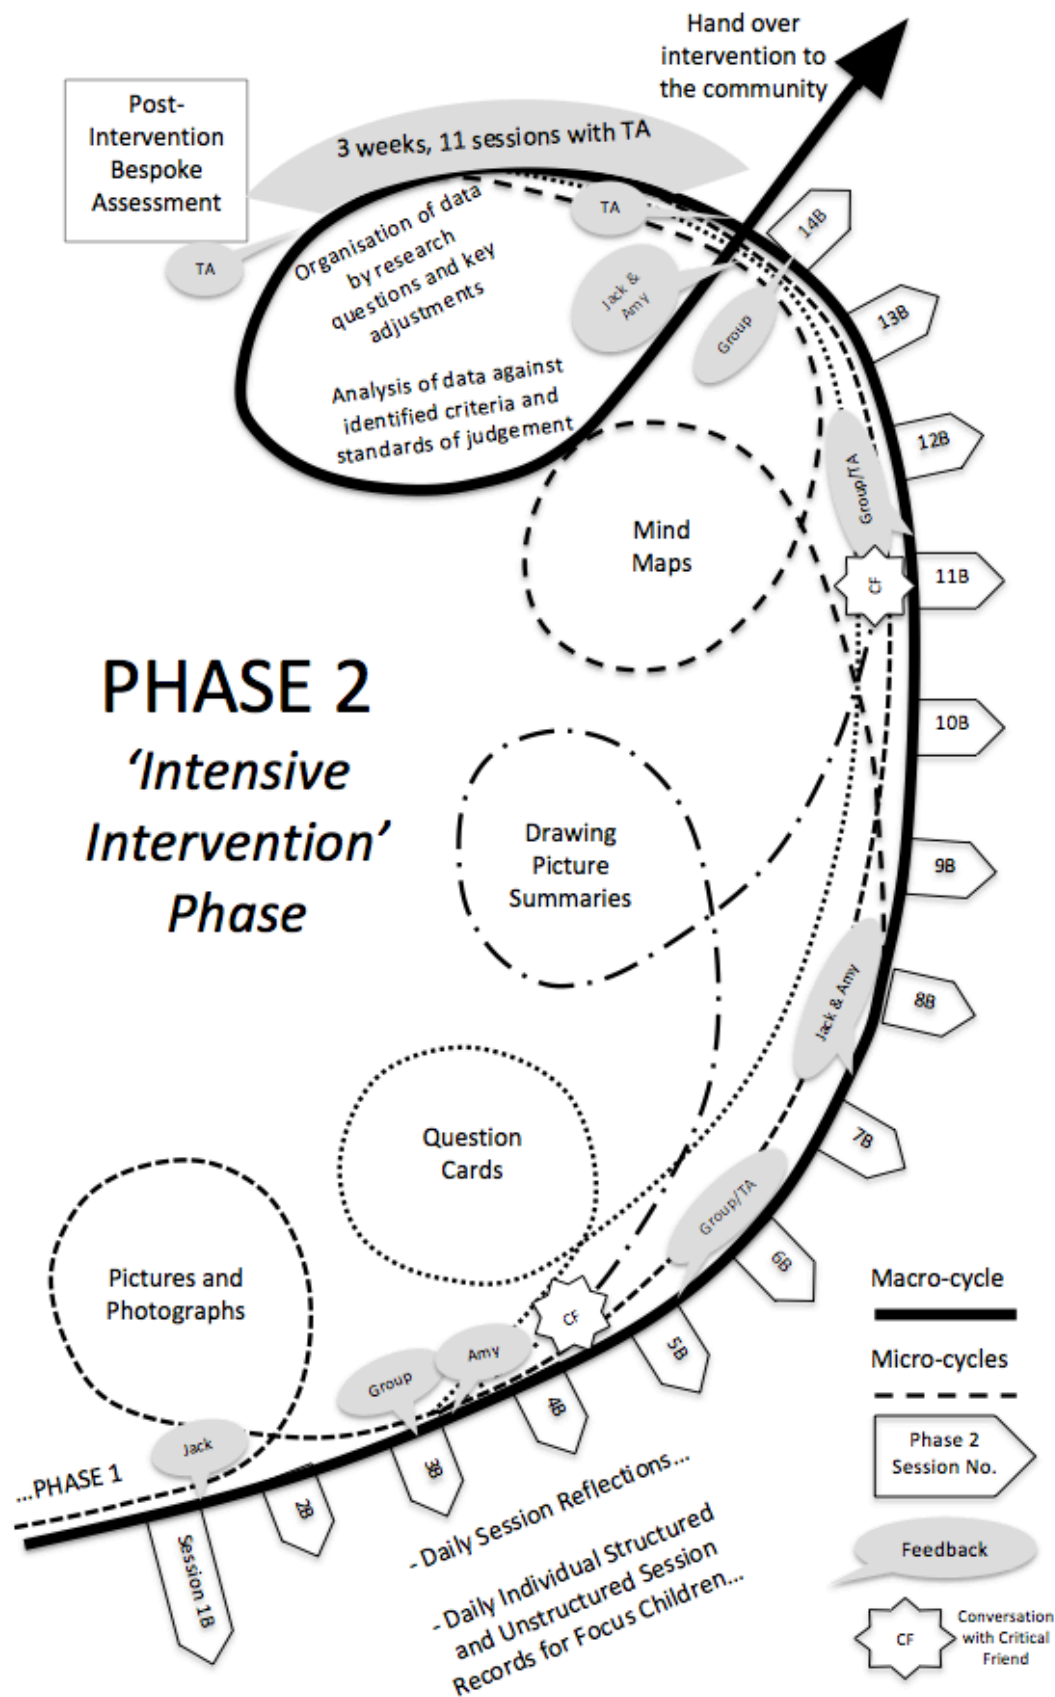 Hand over
intervention to
the community
Post-
Intervention
Bespoke
Assessment
3 weeks, 11 sessions with TA
TA
TA
Organisation of data
by research
questions and key
adjustments
Jack &
Amy
Group
14B
13B
Analysis of data against
identified criteria and
standards of judgement
12B
Group/TA
Mind
Maps
CF
11B
PHASE 2
‘Intensive
Intervention’
Phase
10B
Drawing
Picture
Summaries
9B
Jack & Amy
8B
Question
Cards
7B
Group/TA
6B
Pictures and
Photographs
CF
5B
Amy
Group
4B
Jack
3B
...PHASE 1
2B
Session 1B
- Daily Session Reflections...
- Daily Individual Structured
and Unstructured Session
Records for Focus Children...
Macro-cycle
Micro-cycles
Phase 2
Session No.
Feedback
CF
Conversation
with Critical
Friend